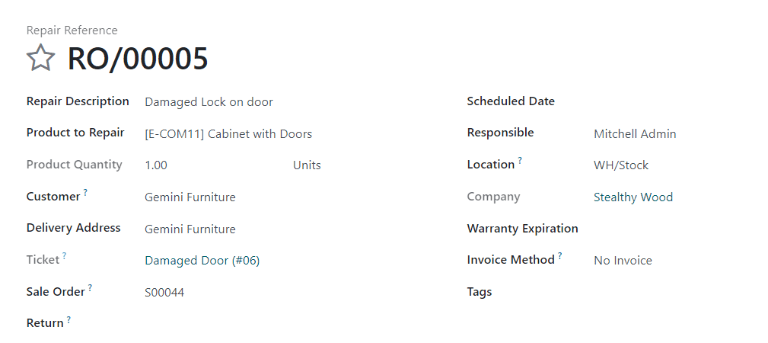 Repair Reference
RO/00005
Repair Description Damaged Lock on door
Product to Repair [E-COM11] Cabinet with Doors
Product Quantity 1.00 Units
Customer ? Gemini Furniture
Delivery Address Gemini Furniture
Ticket ? Damaged Door (#06)
Sale Order ? S00044
Return ?
Scheduled Date
Responsible Mitchell Admin
Location ? WH/Stock
Company Stealthy Wood
Warranty Expiration
Invoice Method ? No Invoice
Tags